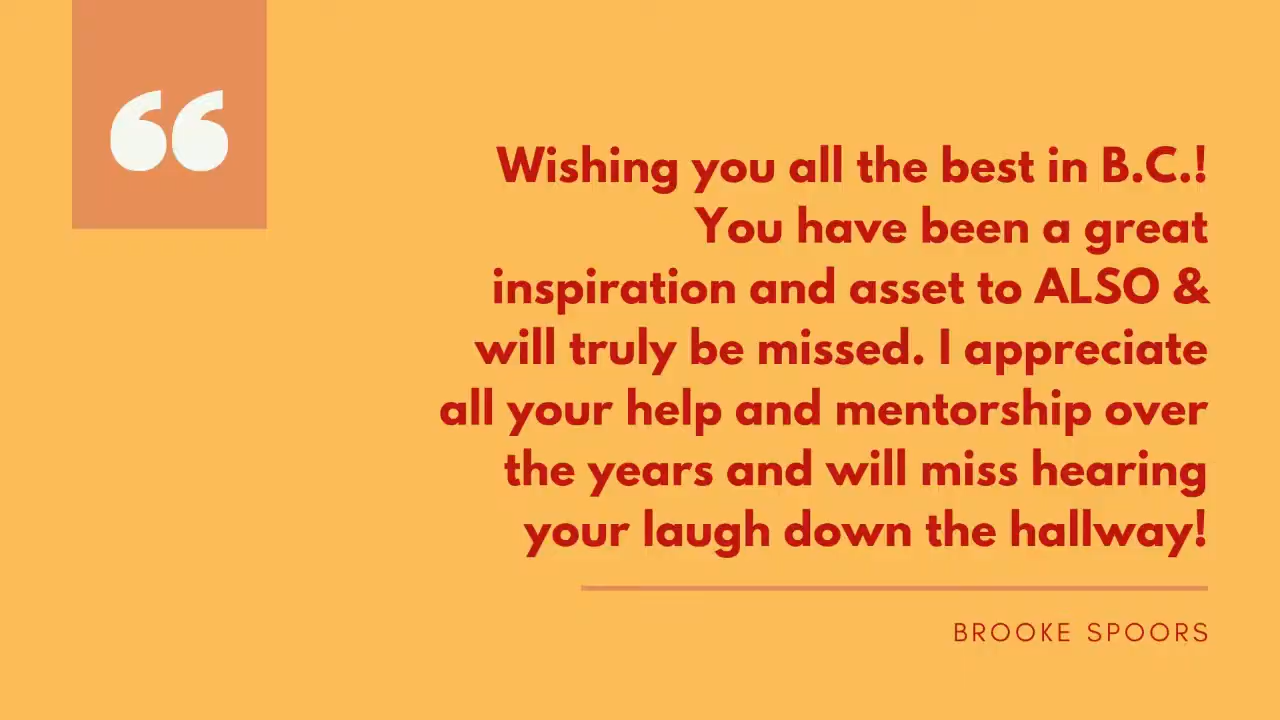 Wishing you all the best in B.C.!
You have been a great
inspiration and asset to ALSO &
will truly be missed. I appreciate
all your help and mentorship over
the years and will miss hearing
your laugh down the hallway!
BROOKE SPOORS